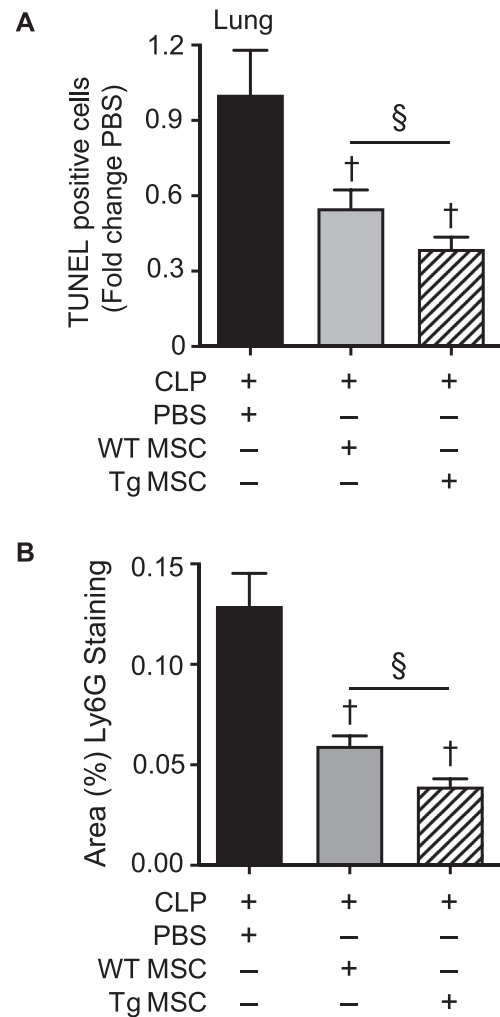 A
Lung
TUNEL positive cells
(Fold change PBS)
1.2
0.9
0.6
0.3
0
†
†
§
CLP + + +
PBS + – –
WT MSC – + –
Tg MSC – – +
B
Area (%) Ly6G Staining
0.15
0.10
0.05
0.00
†
†
§
CLP + + +
PBS + – –
WT MSC – + –
Tg MSC – – +